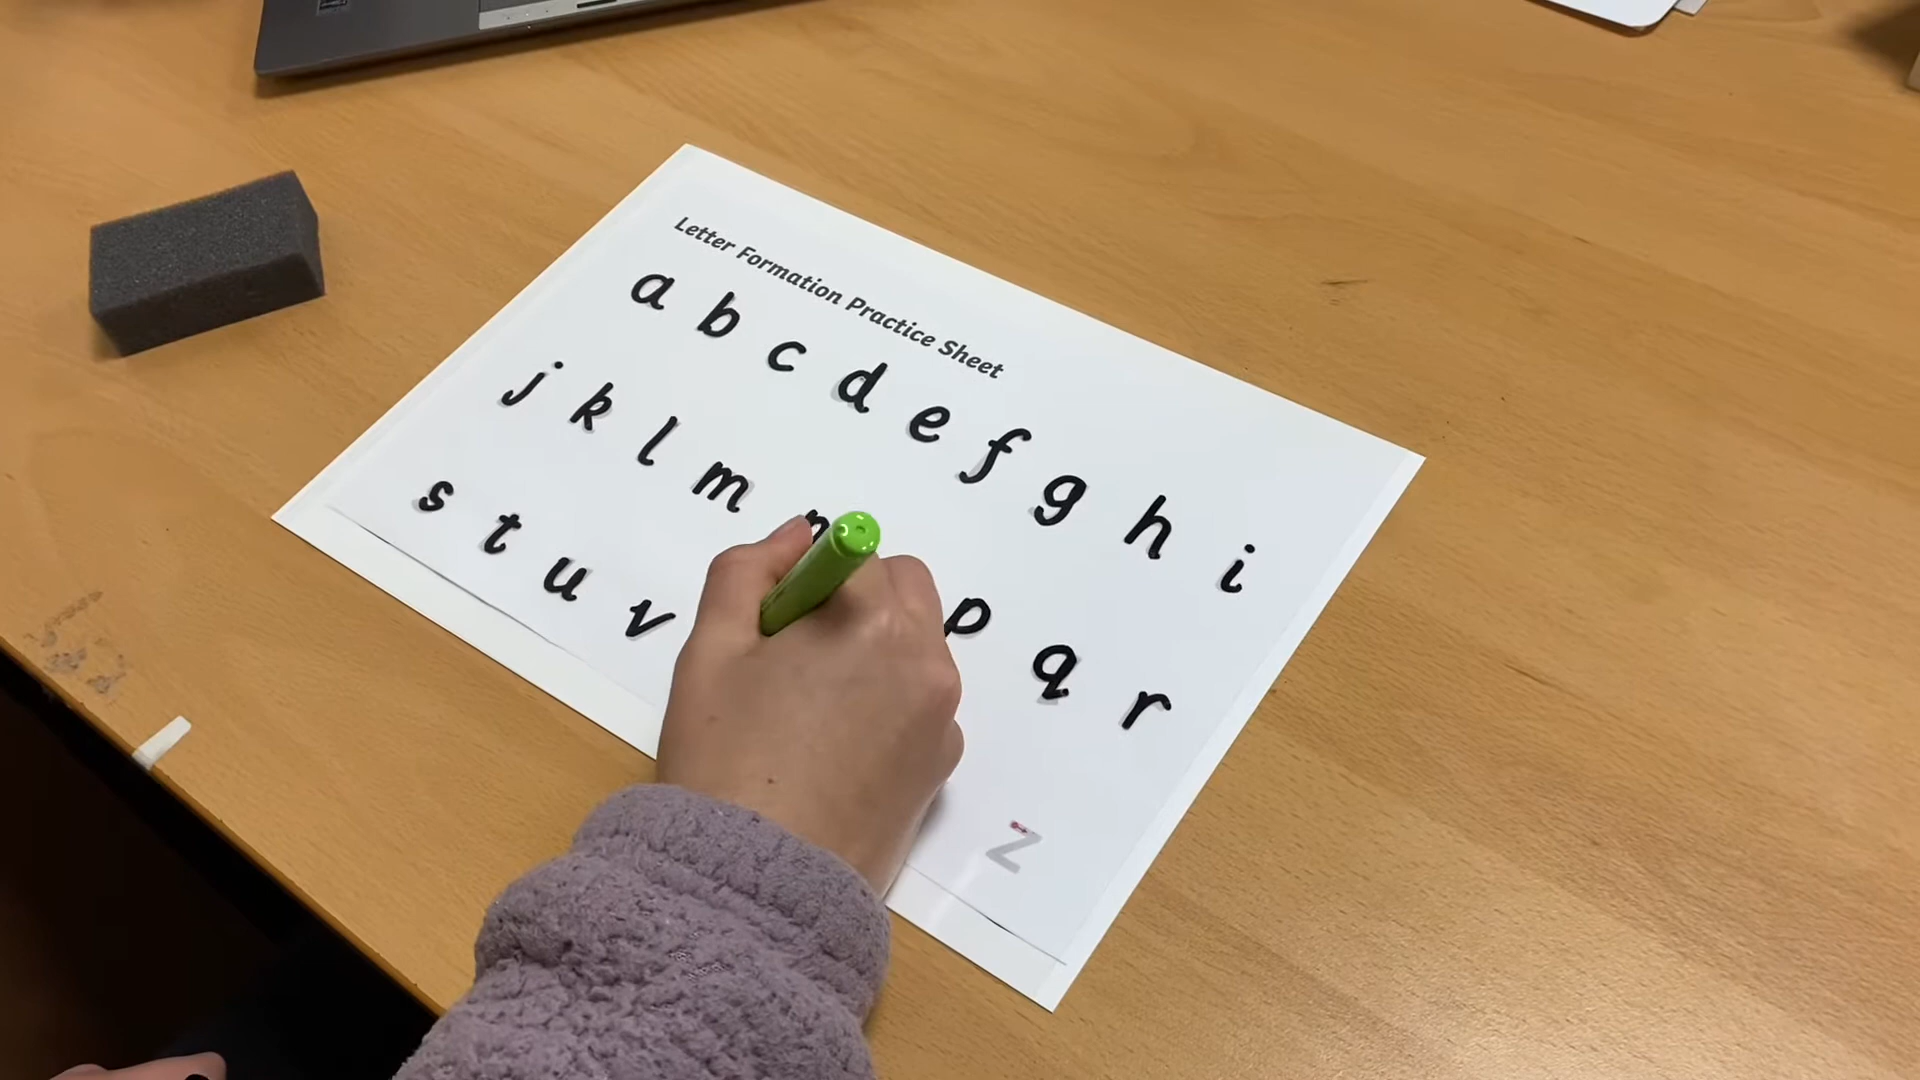 Letter Formation Practice Sheet
a b c d e f g h i
j k l m n p q r
s t u v z